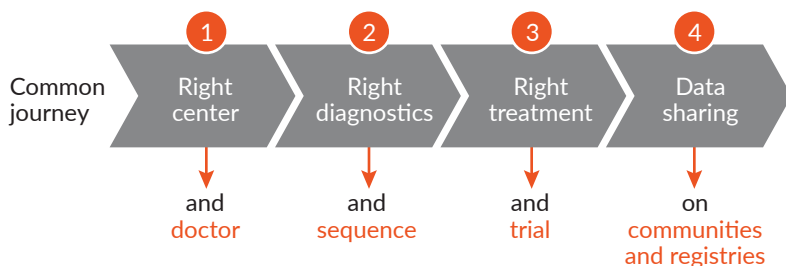 1
2
3
4
Common
journey
Right
center
Right
diagnostics
Right
treatment
Data
sharing
and
doctor
and
sequence
and
trial
on
communities
and registries